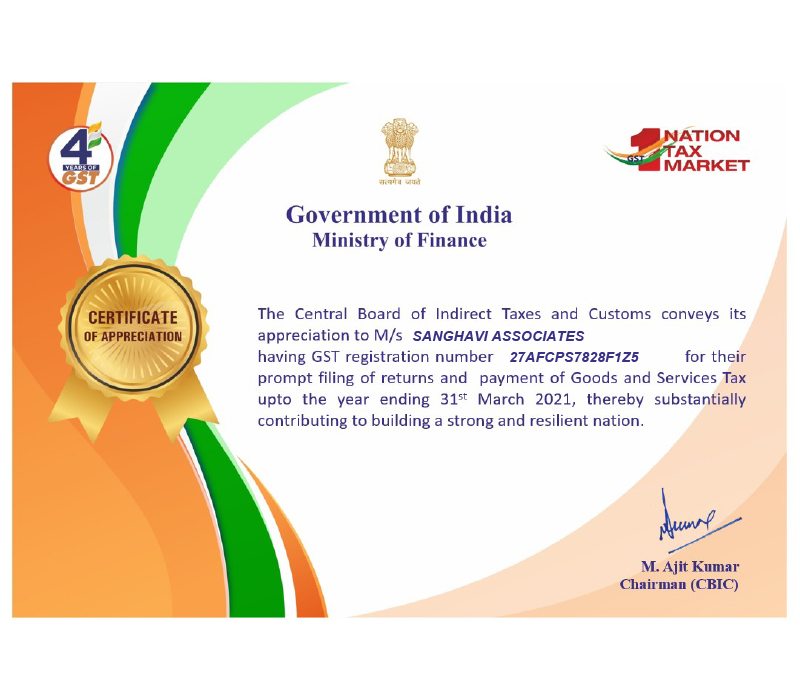 4
YEARS OF
GST
सत्यमेव जयते
GST
1 NATION
TAX
MARKET
Government of India
Ministry of Finance
CERTIFICATE
OF APPRECIATION
The Central Board of Indirect Taxes and Customs conveys its
appreciation to M/s SANGHAVI ASSOCIATES
having GST registration number 27AFCPS7828F1Z5 for their
prompt filing of returns and payment of Goods and Services Tax
upto the year ending 31st March 2021, thereby substantially
contributing to building a strong and resilient nation.
M. Ajit Kumar
Chairman (CBIC)